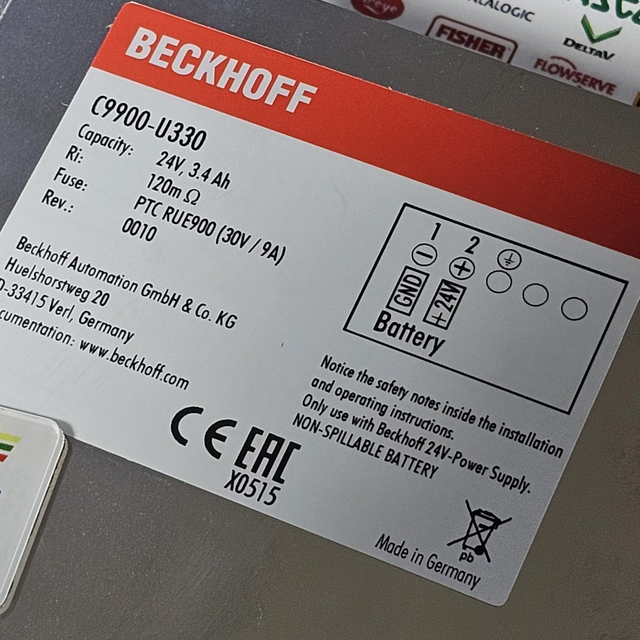 BECKHOFF
C9900-U330
Capacity: 24V, 3.4 Ah
Ri: 120m Ω
Fuse: PTC RUE900 (30V / 9A)
Rev.: 0010
Beckhoff Automation GmbH & Co. KG
Huelshorstweg 20
D-33415 Verl, Germany
www.beckhoff.com
1 2
GND +24V
Battery
Notice the safety notes inside the installation
and operating instructions.
Only use with Beckhoff 24V-Power Supply.
NON-SPILLABLE BATTERY
CE EAC
X0515
pb
Made in Germany
FISHER
DELTAV
FLOWSERVE